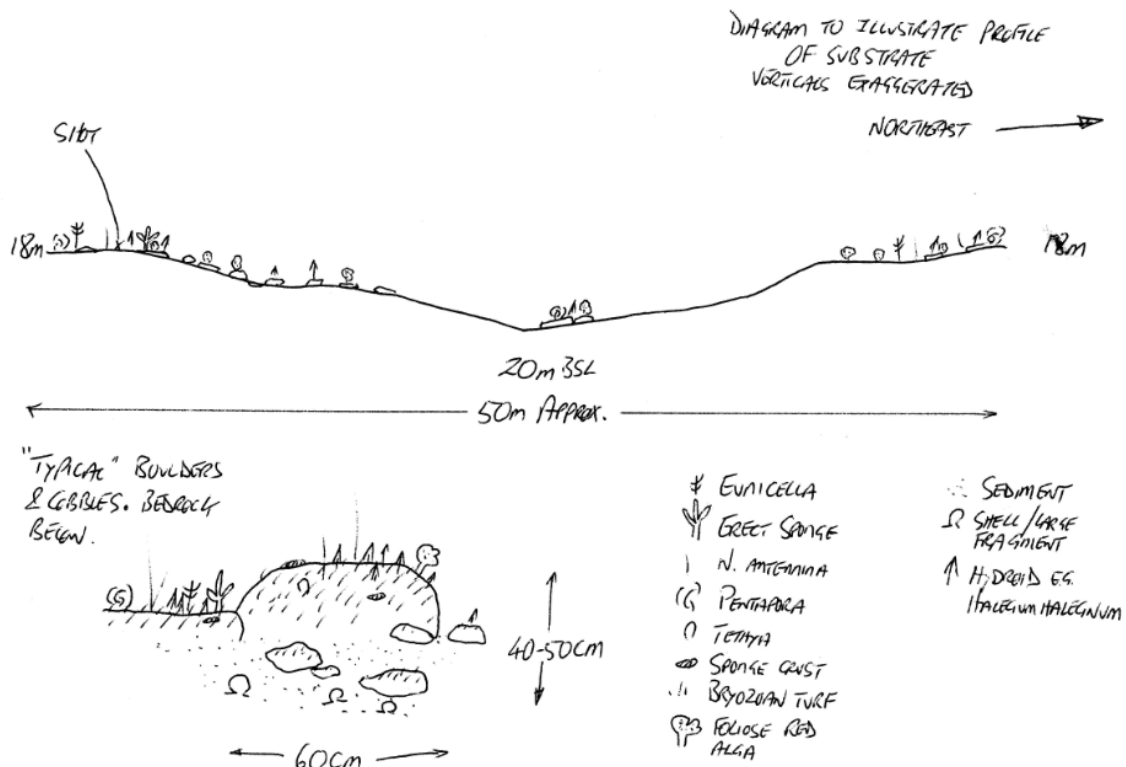 DIAGRAM TO ILLUSTRATE PROFILE
OF SUBSTRATE
VERTICALS EXAGGERATED
NORTHEAST
18m
18m
20m BSL
50m APPROX.
"TYPICAL" BOULDERS
& COBBLES. BEDROCK
BELOW.
40-50cm
60cm
EUNICELLA
ERECT SPONGE
N. ANTENNINA
PENTAPORA
TETHYA
SPONGE CRUST
BRYOZOAN TURF
FOLIOSE RED
ALGA
SEDIMENT
SHELL/LARGE
FRAGMENT
HYDROID E.G.
HALECIUM HALECINUM